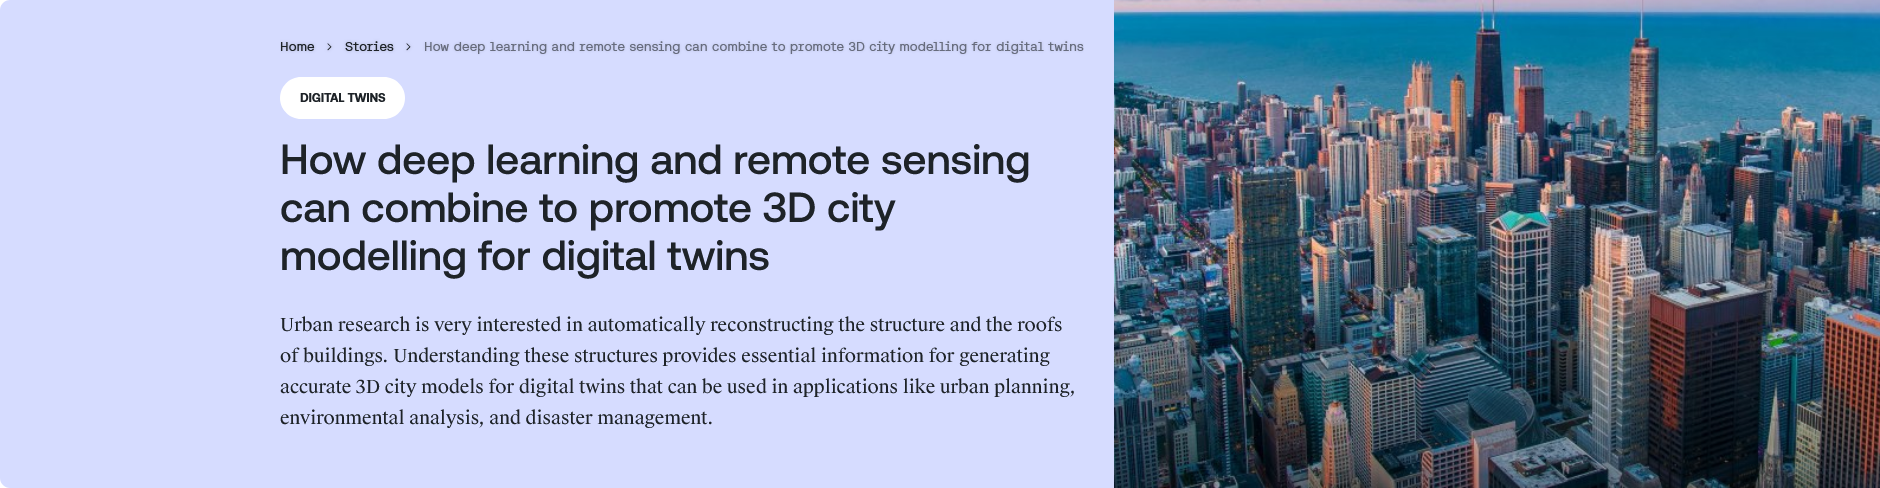 Home > Stories > How deep learning and remote sensing can combine to promote 3D city modelling for digital twins
DIGITAL TWINS
How deep learning and remote sensing
can combine to promote 3D city
modelling for digital twins
Urban research is very interested in automatically reconstructing the structure and the roofs
of buildings. Understanding these structures provides essential information for generating
accurate 3D city models for digital twins that can be used in applications like urban planning,
environmental analysis, and disaster management.